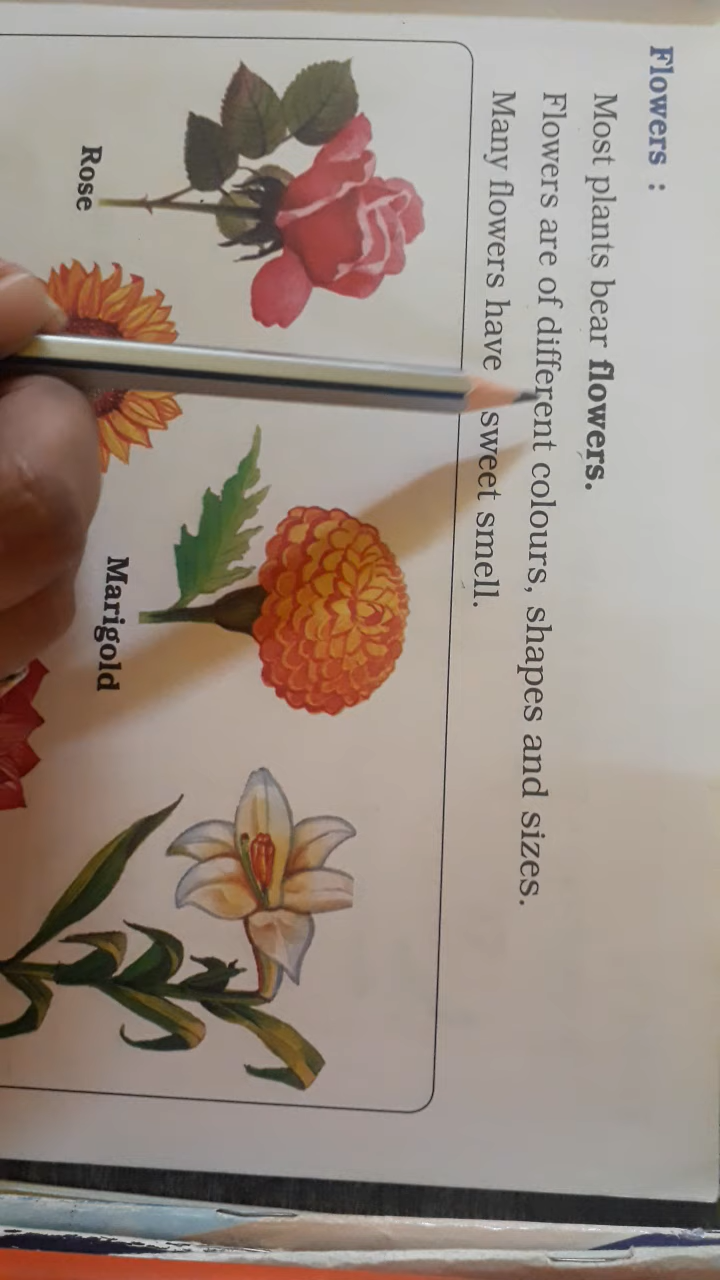 Flowers :
Most plants bear flowers.
Flowers are of different colours, shapes and sizes.
Many flowers have sweet smell.
Rose
Marigold